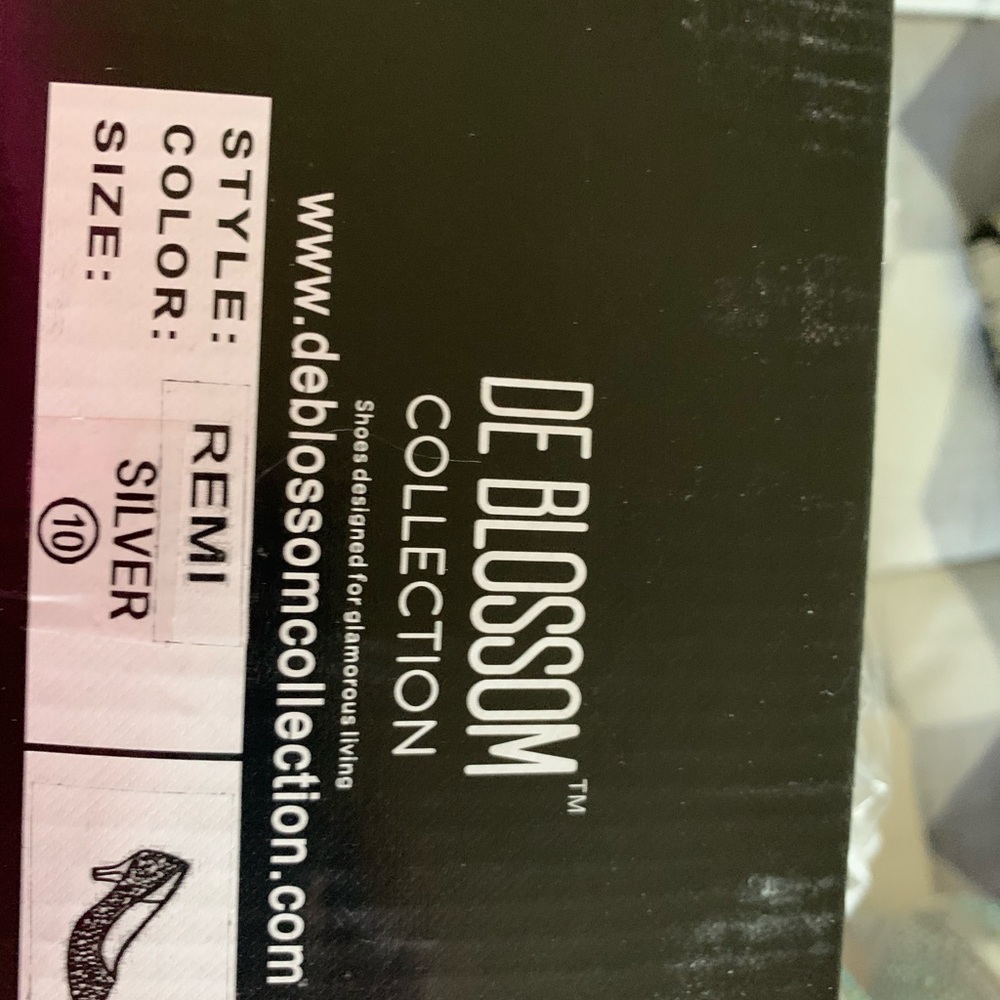 DE BLOSSOM™
COLLECTION
Shoes designed for glamorous living
www.deblossomcollection.com
STYLE: REMI
COLOR: SILVER
SIZE: 10